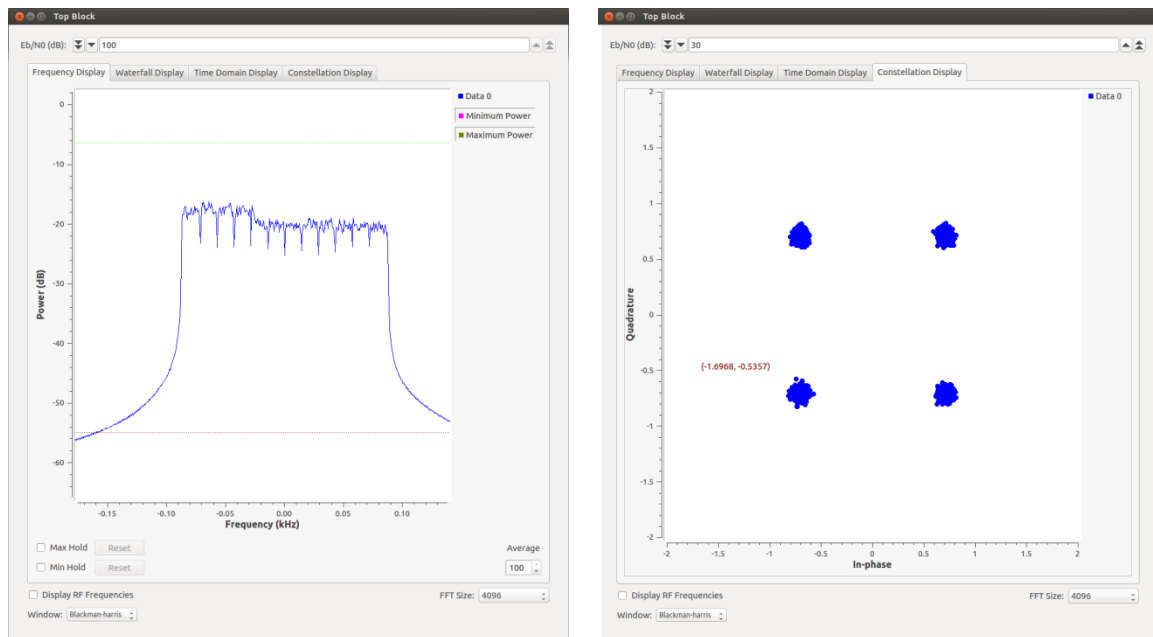 Top Block
Eb/N0 (dB): 100
Frequency Display Waterfall Display Time Domain Display Constellation Display
Data 0
Minimum Power
Maximum Power
0
-10
-20
-30
-40
-50
-60
Power (dB)
-0.15 -0.10 -0.05 0.00 0.05 0.10
Frequency (kHz)
Max Hold Reset
Average
Min Hold Reset
100
Display RF Frequencies
FFT Size: 4096
Window: Blackman-harris
Top Block
Eb/N0 (dB): 30
Frequency Display Waterfall Display Time Domain Display Constellation Display
Data 0
2
1.5
1
0.5
0
-0.5
-1
-1.5
-2
Quadrature
(-1.6968, -0.5357)
-2 -1.5 -1 -0.5 0 0.5 1 1.5 2
In-phase
Display RF Frequencies
FFT Size: 4096
Window: Blackman-harris